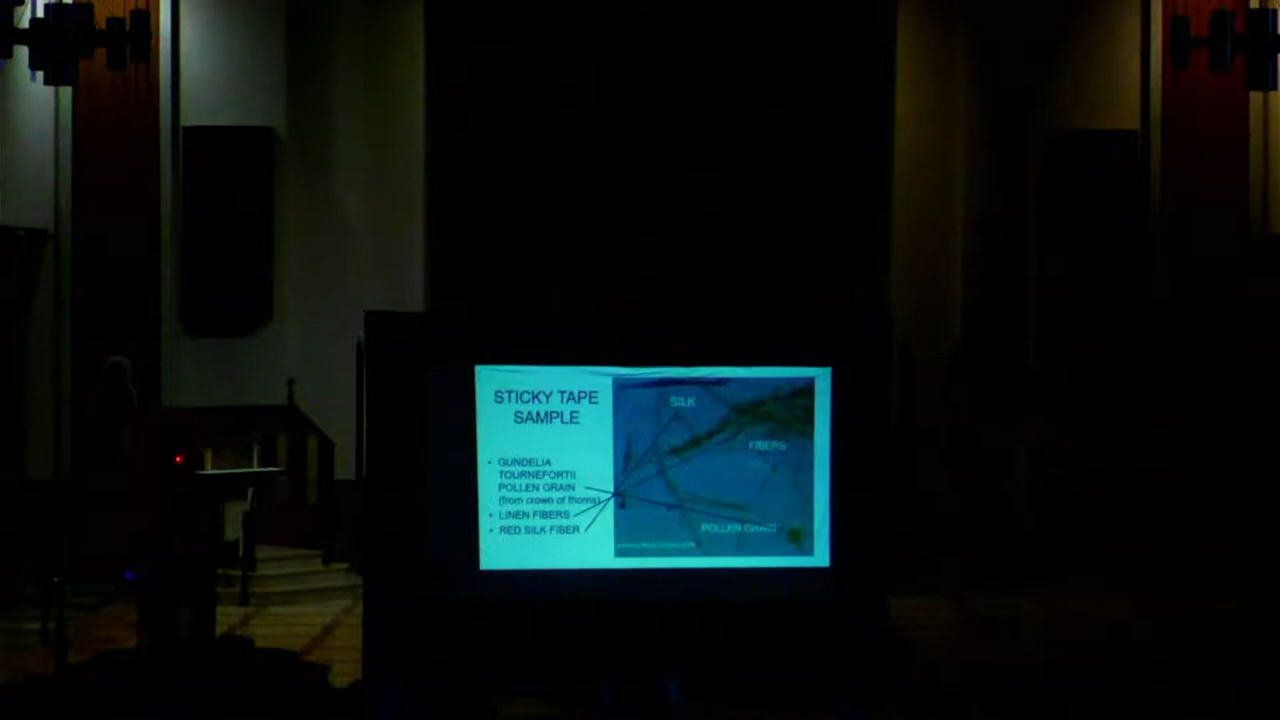 STICKY TAPE
SAMPLE
• GUNDELIA
TOURNEFORTII
POLLEN GRAIN
(from crown of thorns)
• LINEN FIBERS
• RED SILK FIBER
SILK
FIBERS
POLLEN GRAIN